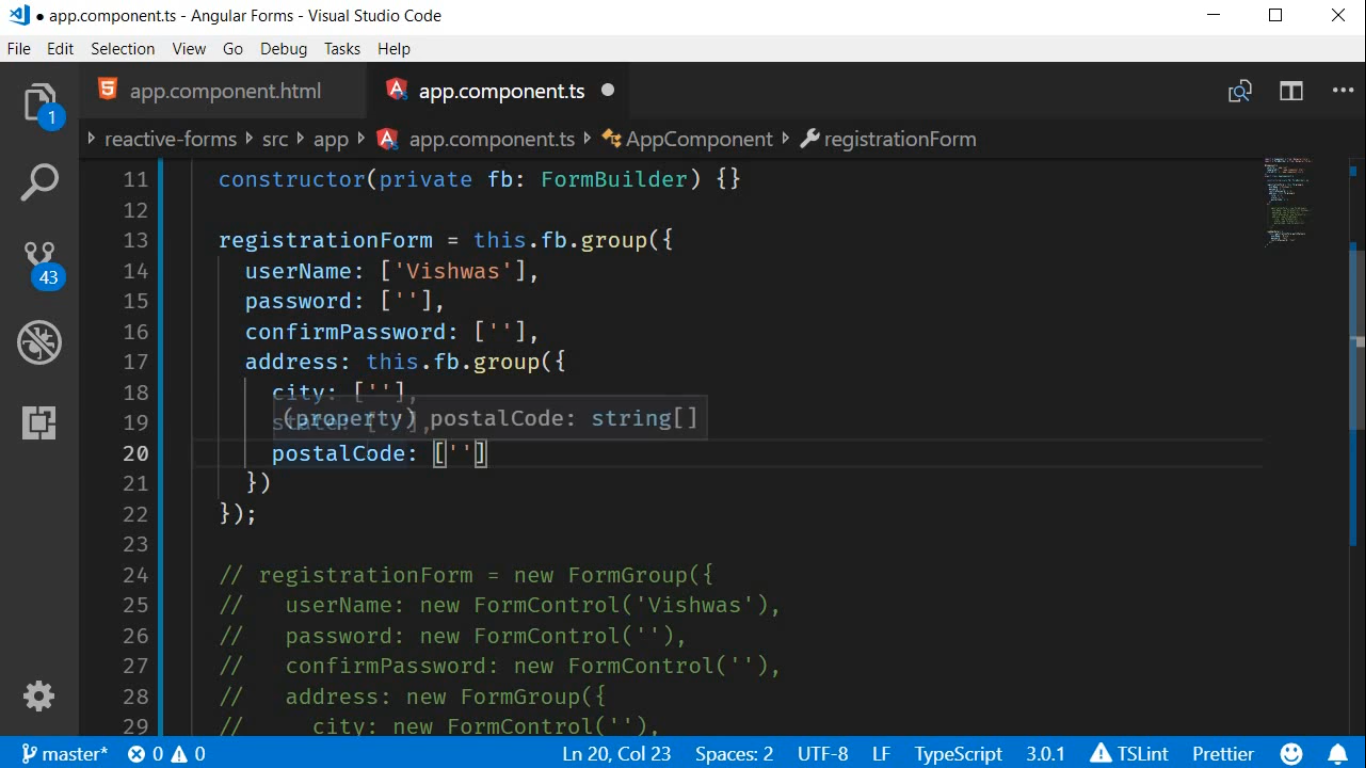 ● app.component.ts - Angular Forms - Visual Studio Code
File Edit Selection View Go Debug Tasks Help
1
app.component.html app.component.ts
reactive-forms src app app.component.ts AppComponent registrationForm
11 constructor(private fb: FormBuilder) {}
12
13 registrationForm = this.fb.group({
43
14 userName: ['Vishwas'],
15 password: [''],
16 confirmPassword: [''],
17 address: this.fb.group({
18 city: [''],
(property) postalCode: string[]
19 state: [''],
20 postalCode: ['']
21 })
22 });
23
24 // registrationForm = new FormGroup({
25 // userName: new FormControl('Vishwas'),
26 // password: new FormControl(''),
27 // confirmPassword: new FormControl(''),
28 // address: new FormGroup({
29 // city: new FormControl(''),
master* 0 0 Ln 20, Col 23 Spaces: 2 UTF-8 LF TypeScript 3.0.1 TSLint Prettier